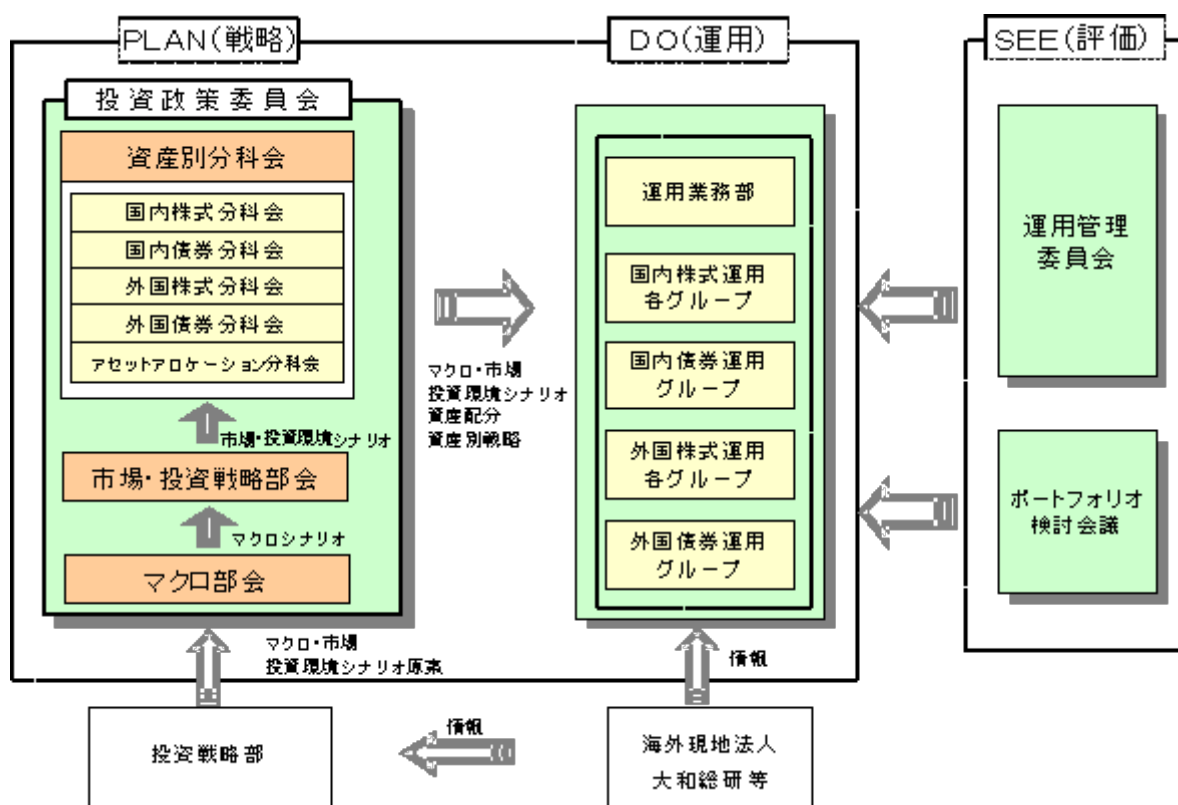 PLAN(戦略)
投資政策委員会
資産別分科会
国内株式分科会
国内債券分科会
外国株式分科会
外国債券分科会
アセットアロケーション分科会
市場・投資環境シナリオ
市場・投資戦略部会
マクロシナリオ
マクロ部会
マクロ・市場
投資環境シナリオ原案
投資戦略部
マクロ・市場
投資環境シナリオ
資産配分
資産別戦略
DO(運用)
運用業務部
国内株式運用
各グループ
国内債券運用
グループ
外国株式運用
各グループ
外国債券運用
グループ
情報
情報
海外現地法人
大和総研等
SEE(評価)
運用管理
委員会
ポートフォリオ
検討会議